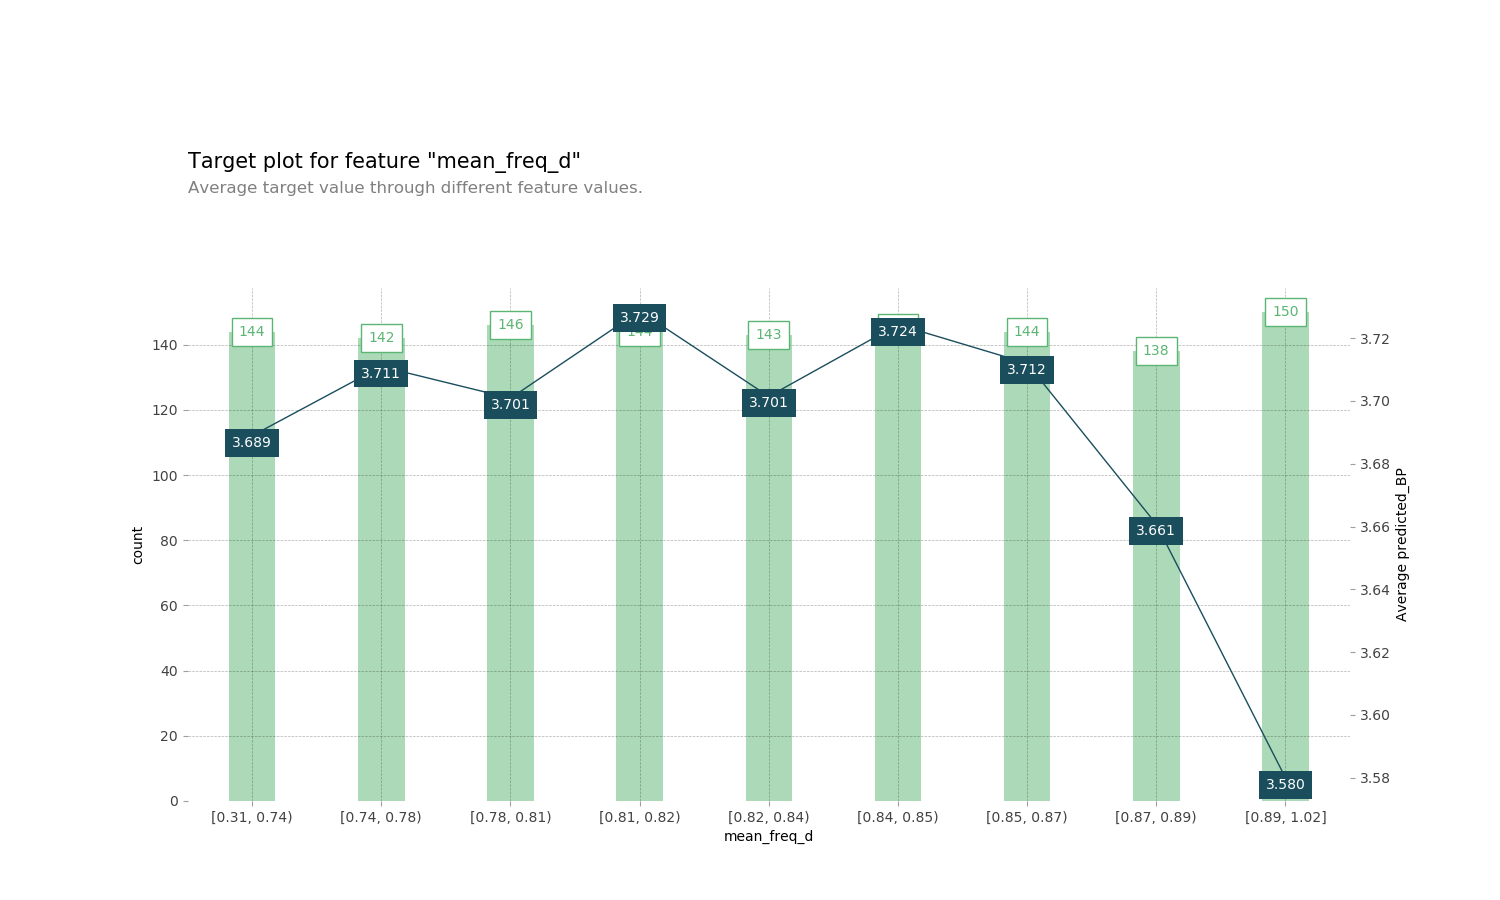 Target plot for feature "mean_freq_d"
Average target value through different feature values.
144 142 146 143 144 138 150
3.689 3.711 3.701 3.729 3.701 3.724 3.712 3.661 3.580
140
120
100
80
60
40
20
0
count
3.72
3.70
3.68
3.66
3.64
3.62
3.60
3.58
Average predicted_BP
[0.31, 0.74) [0.74, 0.78) [0.78, 0.81) [0.81, 0.82) [0.82, 0.84) [0.84, 0.85) [0.85, 0.87) [0.87, 0.89) [0.89, 1.02]
mean_freq_d